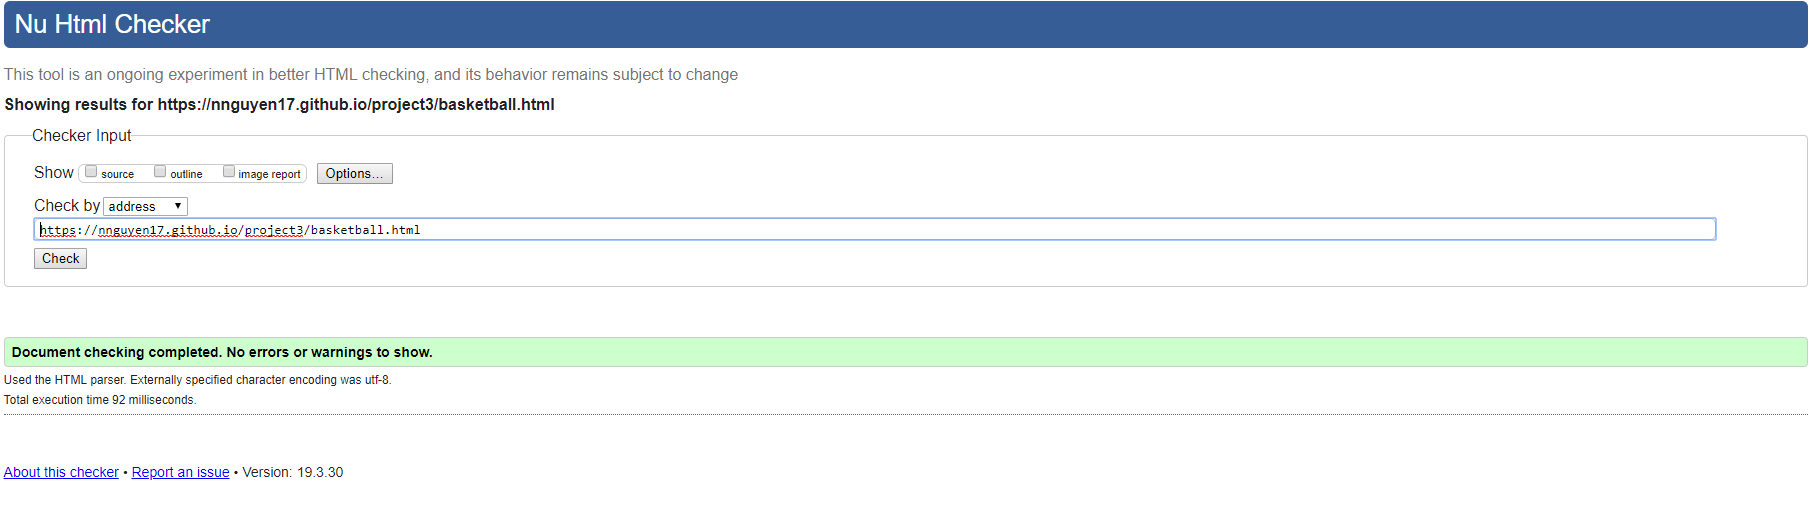 Nu Html Checker
This tool is an ongoing experiment in better HTML checking, and its behavior remains subject to change
Showing results for https://nnguyen17.github.io/project3/basketball.html
Checker Input
Show source outline image report Options...
Check by address
https://nnguyen17.github.io/project3/basketball.html
Check
Document checking completed. No errors or warnings to show.
Used the HTML parser. Externally specified character encoding was utf-8.
Total execution time 92 milliseconds.
About this checker • Report an issue • Version: 19.3.30